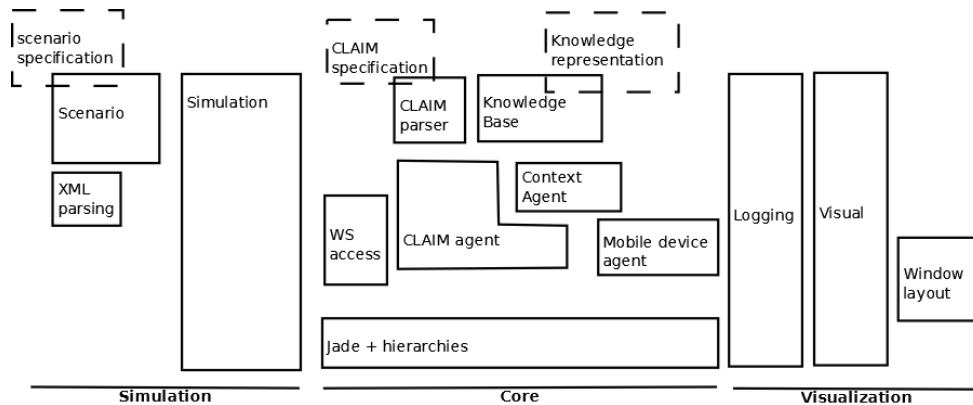 scenario
specification
Scenario
XML
parsing
Simulation
CLAIM
specification
Knowledge
representation
CLAIM
parser
Knowledge
Base
Context
Agent
WS
access
CLAIM agent
Mobile device
agent
Jade + hierarchies
Logging
Visual
Window
layout
Simulation
Core
Visualization